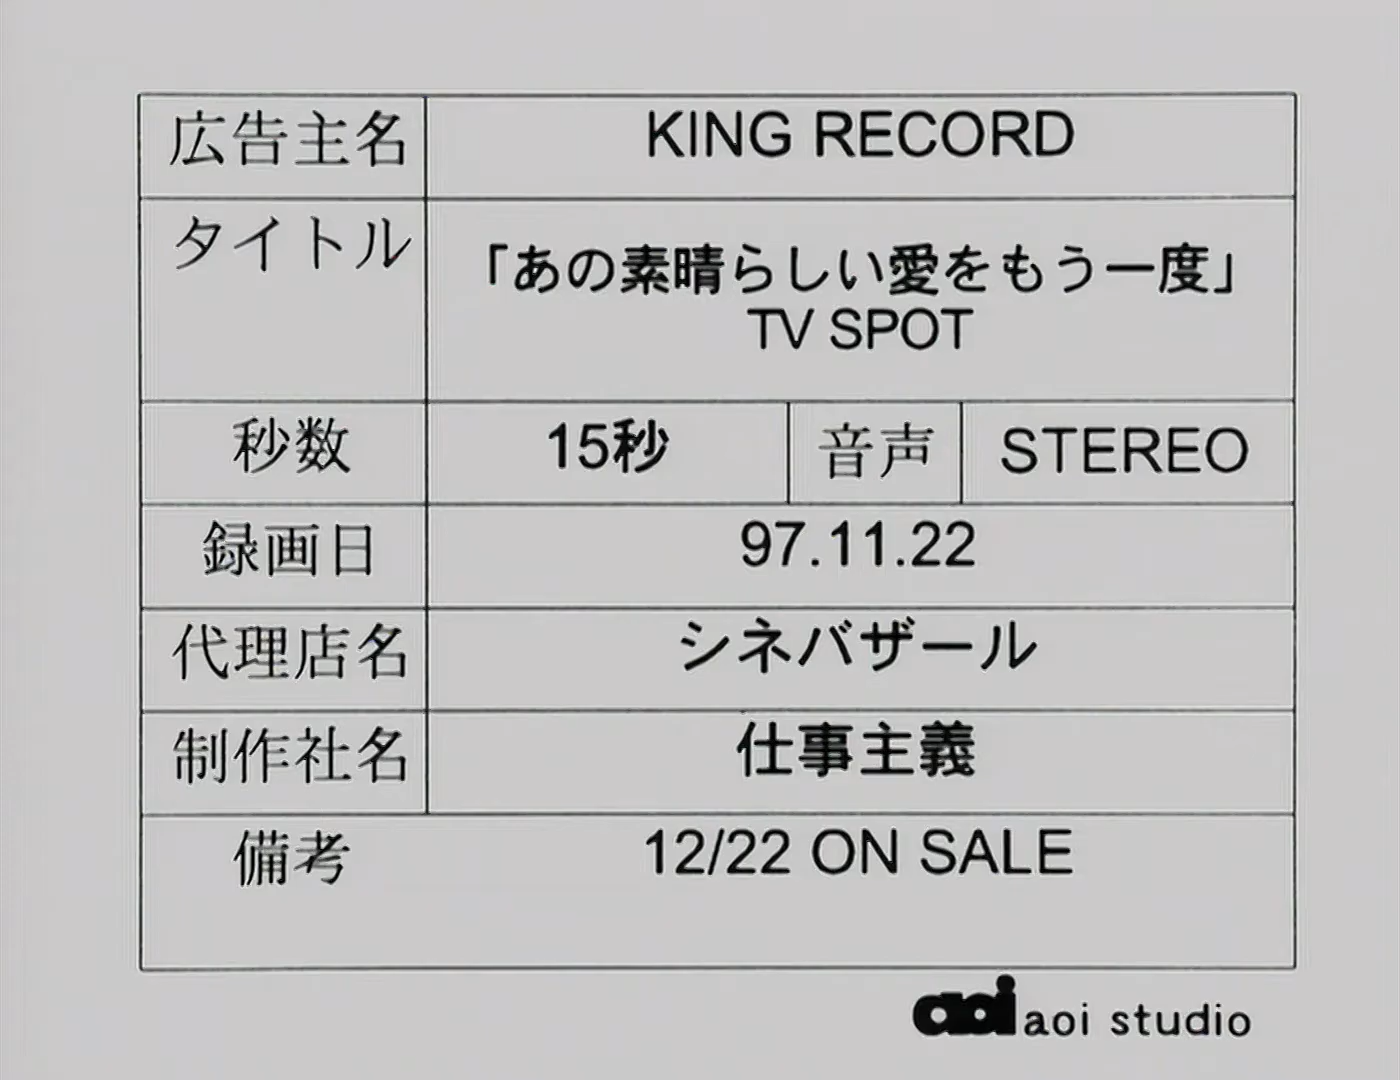 広告主名 KING RECORD
タイトル 「あの素晴らしい愛をもう一度」
TV SPOT
秒数 15秒 音声 STEREO
録画日 97.11.22
代理店名 シネバザール
制作社名 仕事主義
備考 12/22 ON SALE
aoi aoi studio